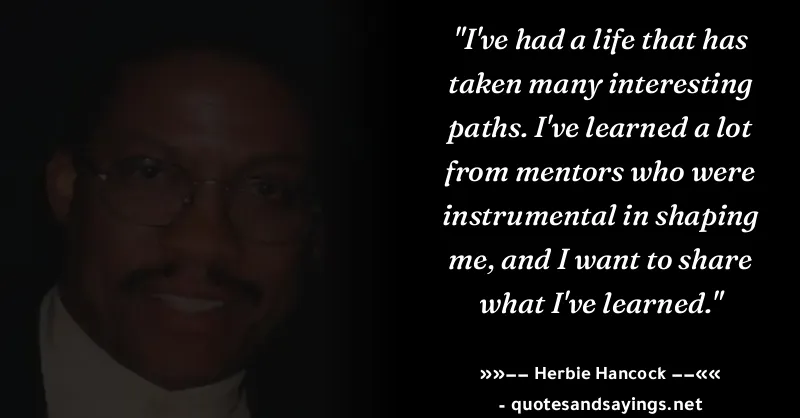 "I've had a life that has
taken many interesting
paths. I've learned a lot
from mentors who were
instrumental in shaping
me, and I want to share
what I've learned."
»»—— Herbie Hancock ——««
- quotesandsayings.net